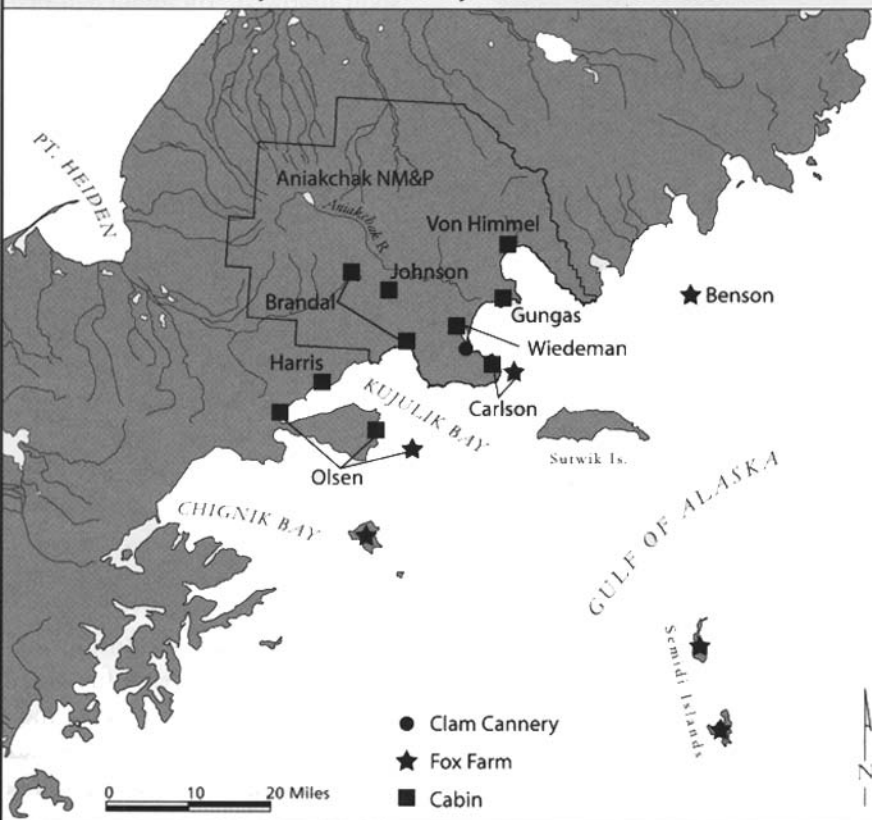 PT. HEIDEN
Aniakchak NM&P
Aniakchak R.
Von Himmel
Johnson
Brandal
Gungas
Benson
Wiedeman
Harris
KUJULIK BAY
Carlson
Sutwik Is.
Olsen
CHIGNIK BAY
GULF OF ALASKA
Semidi Islands
Clam Cannery
Fox Farm
Cabin
0 10 20 Miles
N